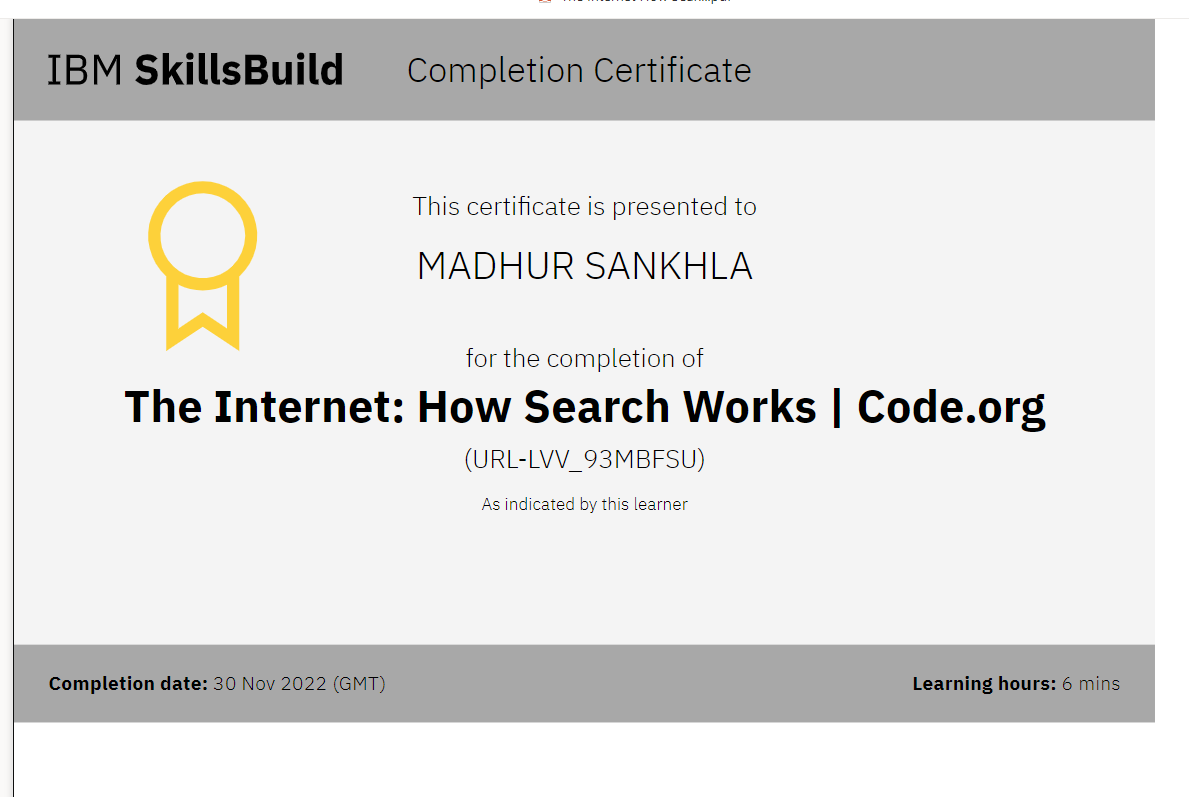 IBM SkillsBuild Completion Certificate
This certificate is presented to
MADHUR SANKHLA
for the completion of
The Internet: How Search Works | Code.org
(URL-LVV_93MBFSU)
As indicated by this learner
Completion date: 30 Nov 2022 (GMT)
Learning hours: 6 mins